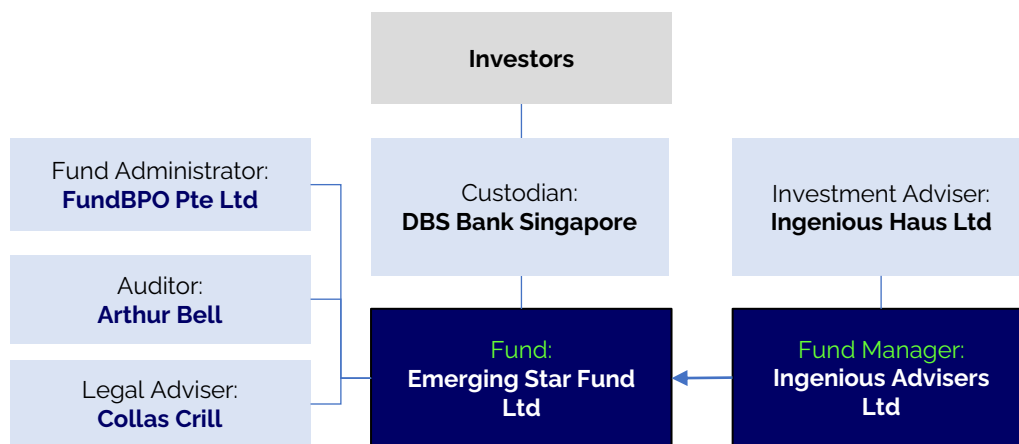 Investors
Fund Administrator:
FundBPO Pte Ltd
Custodian:
DBS Bank Singapore
Investment Adviser:
Ingenious Haus Ltd
Auditor:
Arthur Bell
Fund:
Emerging Star Fund
Ltd
Fund Manager:
Ingenious Advisers
Ltd
Legal Adviser:
Collas Crill